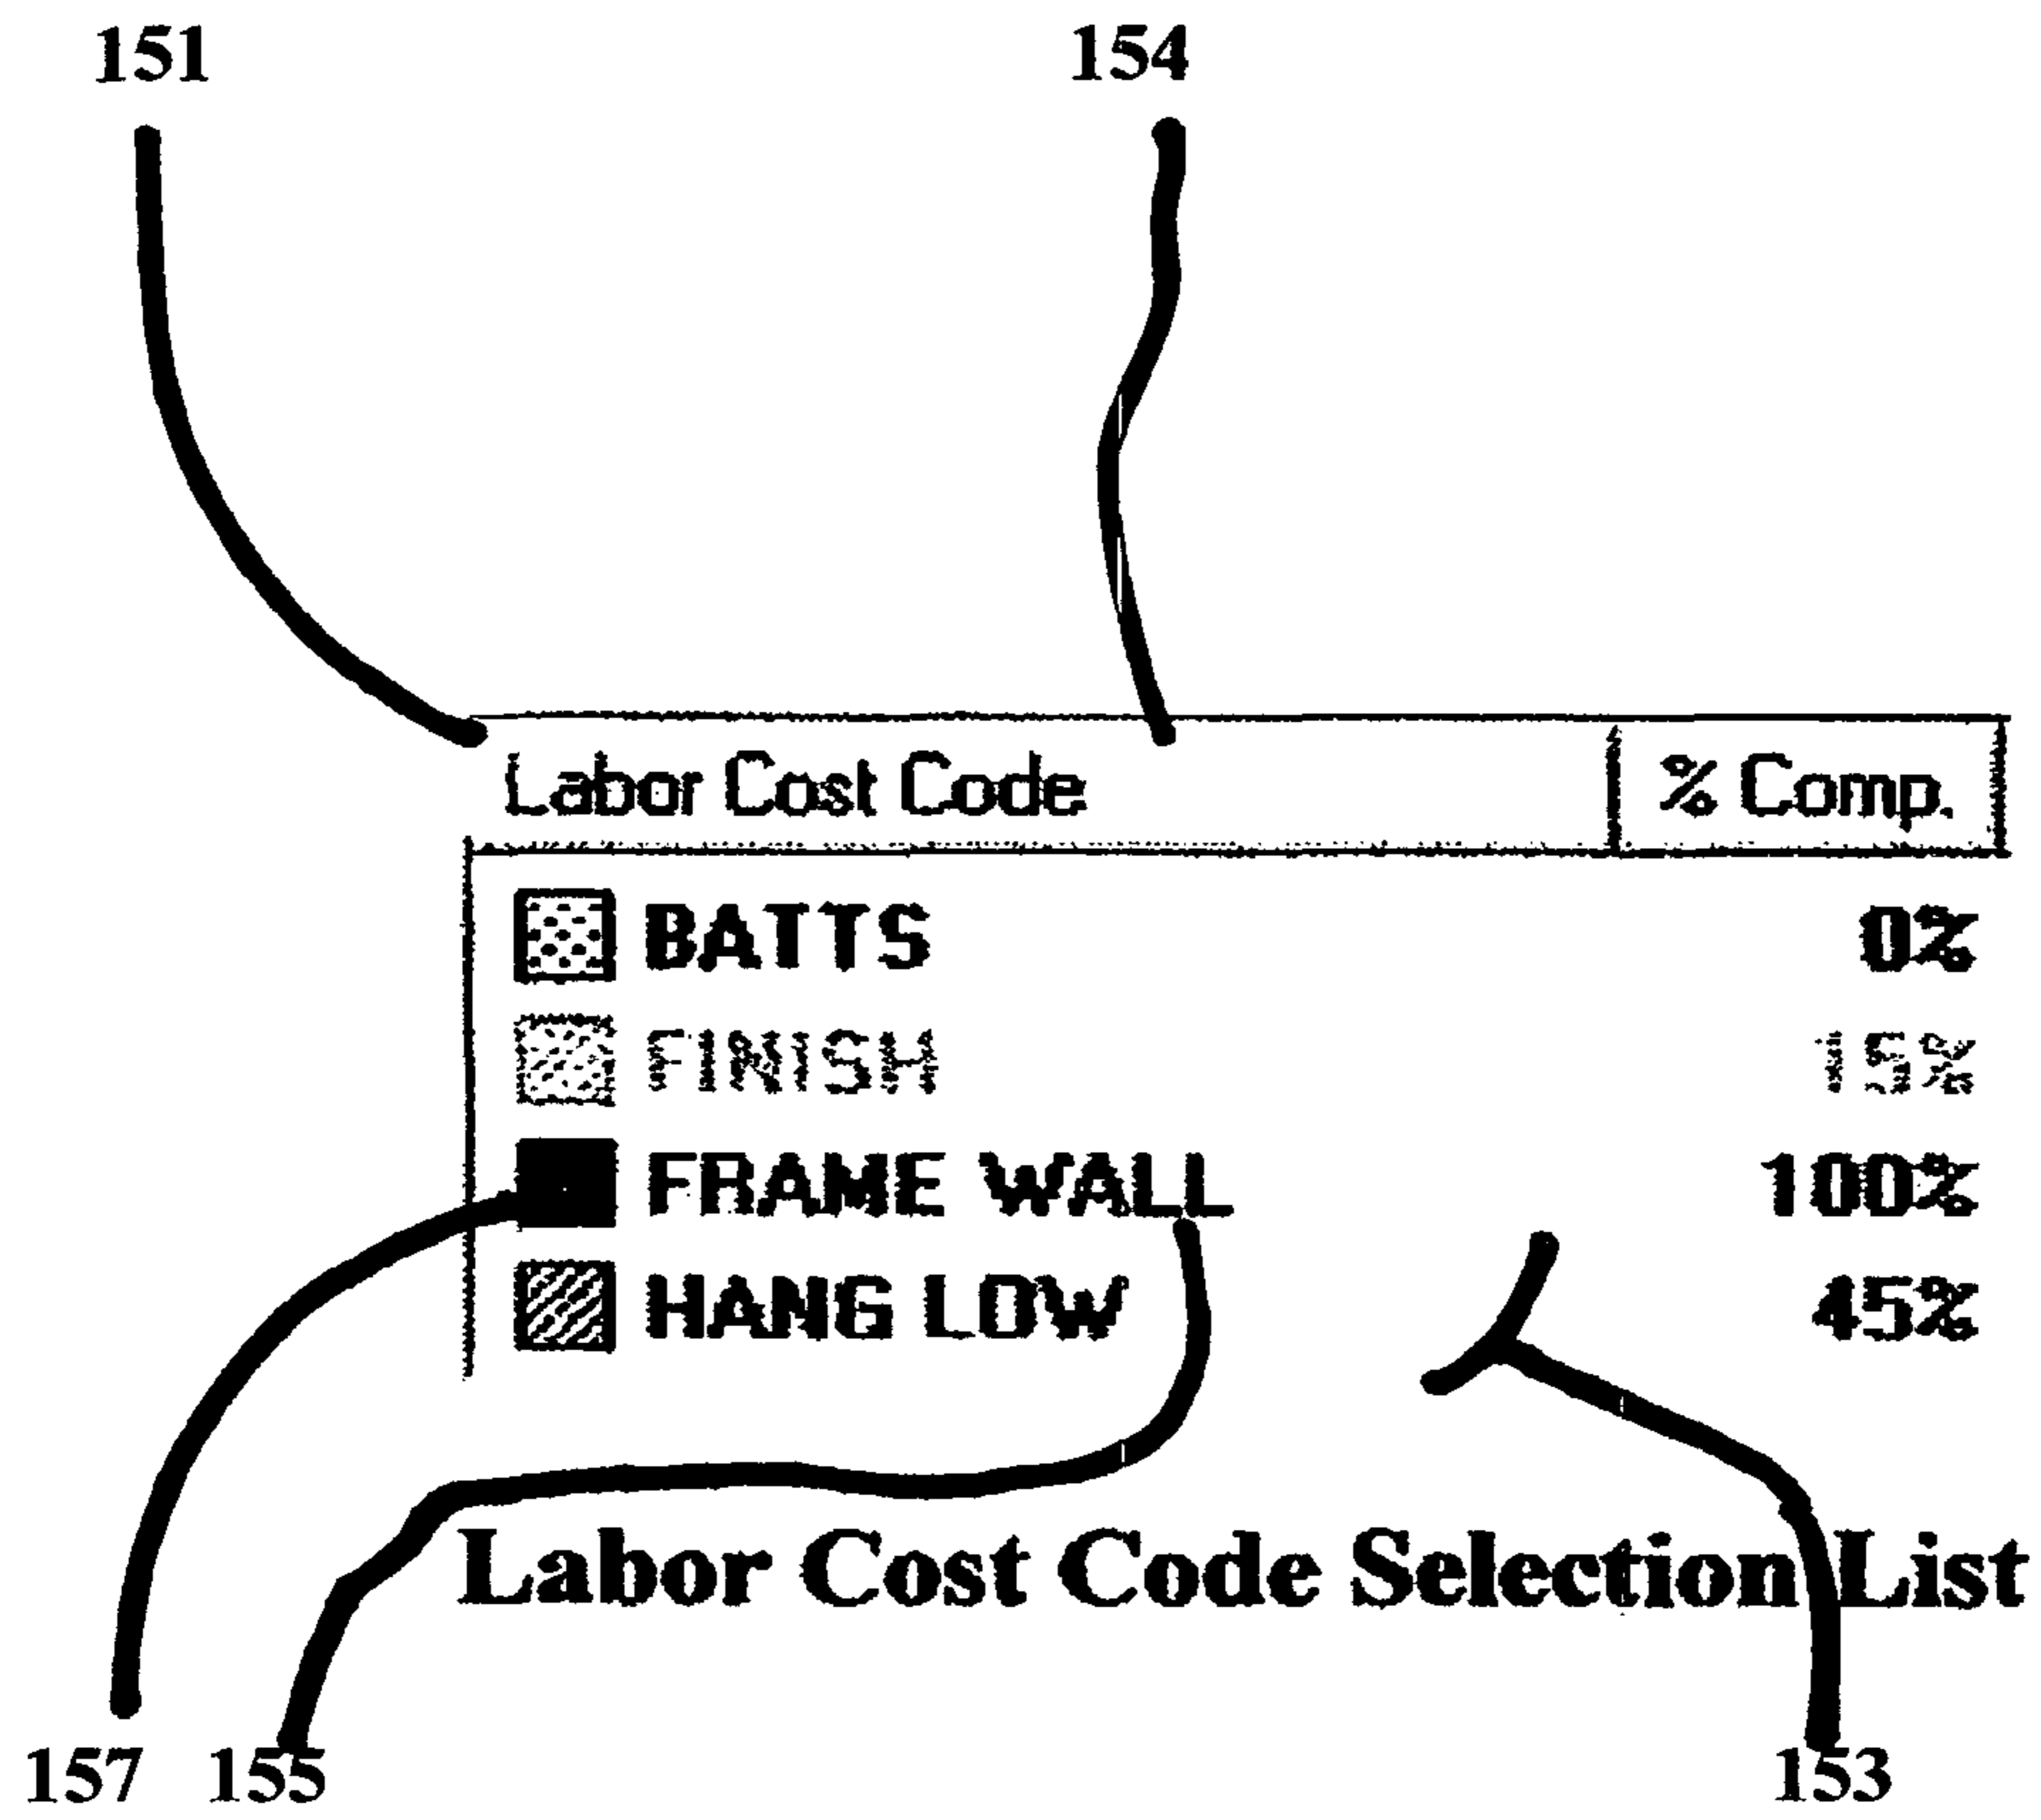 151 154
Labor Cost Code % Comp.
BATTS 0%
FINISH 15%
FRAME WALL 100%
HANG LOW 45%
Labor Cost Code Selection List
157 155 153